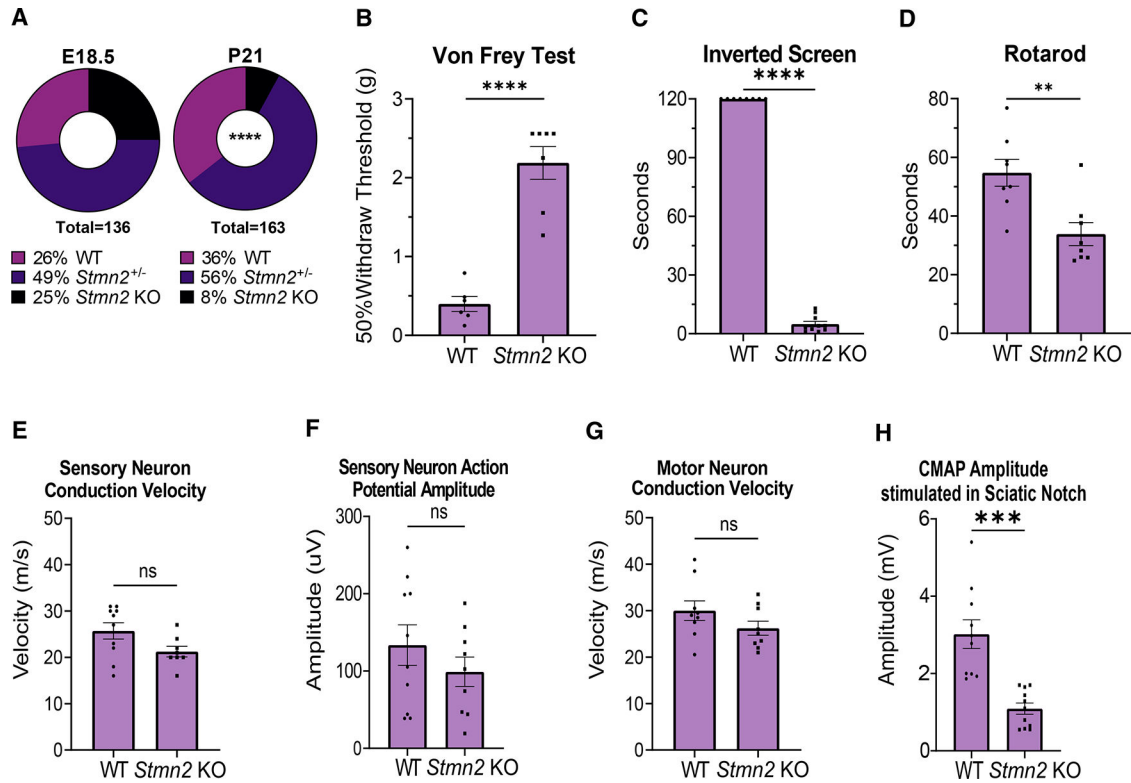 A
E18.5
P21
****
Total=136
Total=163
26% WT
49% Stmn2+/-
25% Stmn2 KO
36% WT
56% Stmn2+/-
8% Stmn2 KO
B
Von Frey Test
****
50%Withdraw Threshold (g)
3
2
1
0
WT
Stmn2 KO
C
Inverted Screen
****
Seconds
120
90
60
30
0
WT
Stmn2 KO
D
Rotarod
**
Seconds
80
60
40
20
0
WT
Stmn2 KO
E
Sensory Neuron
Conduction Velocity
ns
Velocity (m/s)
50
40
30
20
10
0
WT
Stmn2 KO
F
Sensory Neuron Action
Potential Amplitude
ns
Amplitude (uV)
300
200
100
0
WT
Stmn2 KO
G
Motor Neuron
Conduction Velocity
ns
Velocity (m/s)
50
40
30
20
10
0
WT
Stmn2 KO
H
CMAP Amplitude
stimulated in Sciatic Notch
***
Amplitude (mV)
6
4
2
0
WT
Stmn2 KO